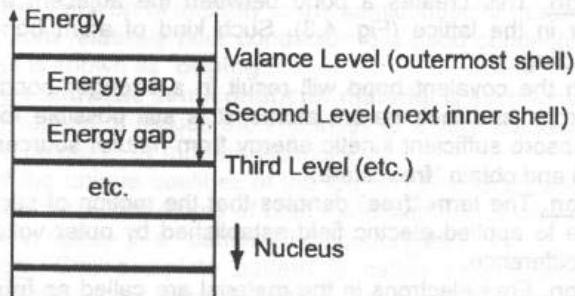 Energy
Valance Level (outermost shell)
Energy gap
Second Level (next inner shell)
Energy gap
Third Level (etc.)
etc.
Nucleus